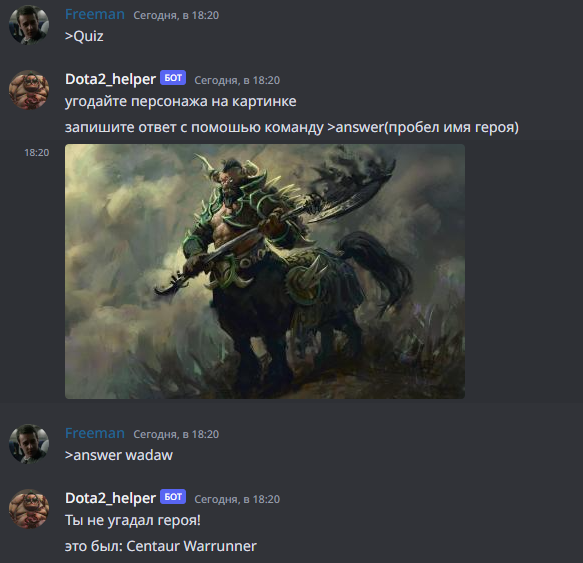 Freeman Сегодня, в 18:20
>Quiz
Dota2_helper БОТ Сегодня, в 18:20
угодайте персонажа на картинке
запишите ответ с помошью команду >answer(пробел имя героя)
18:20
Freeman Сегодня, в 18:20
>answer wadaw
Dota2_helper БОТ Сегодня, в 18:20
Ты не угадал героя!
это был: Centaur Warrunner